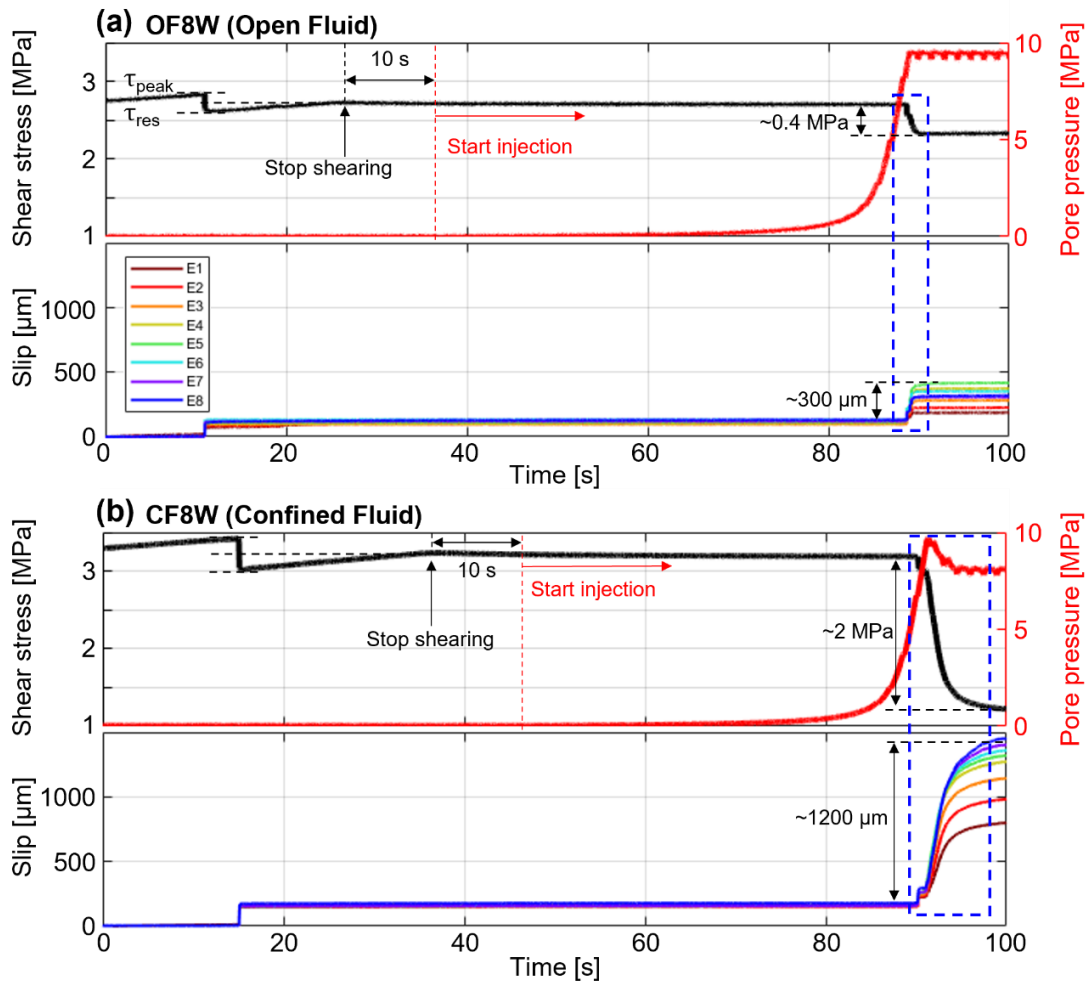 (a) OF8W (Open Fluid)
Shear stress [MPa]
3
2
1
τpeak
τres
10 s
Stop shearing
Start injection
~0.4 MPa
10
5
0
Pore pressure [MPa]
Slip [μm]
1000
500
0
E1
E2
E3
E4
E5
E6
E7
E8
~300 μm
0 20 40 60 80 100
Time [s]
(b) CF8W (Confined Fluid)
Shear stress [MPa]
3
2
1
10 s
Stop shearing
Start injection
~2 MPa
10
5
0
Pore pressure [MPa]
Slip [μm]
1000
500
0
~1200 μm
0 20 40 60 80 100
Time [s]